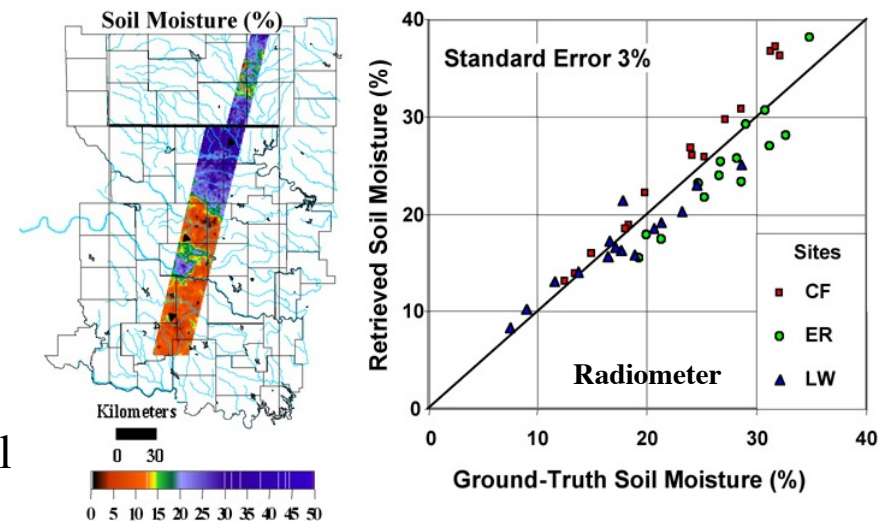 Soil Moisture (%)
Kilometers
0 30
0 5 10 15 20 25 30 35 40 45 50
l
Retrieved Soil Moisture (%)
40
30
20
10
0
Standard Error 3%
Radiometer
Sites
CF
ER
LW
0 10 20 30 40
Ground-Truth Soil Moisture (%)